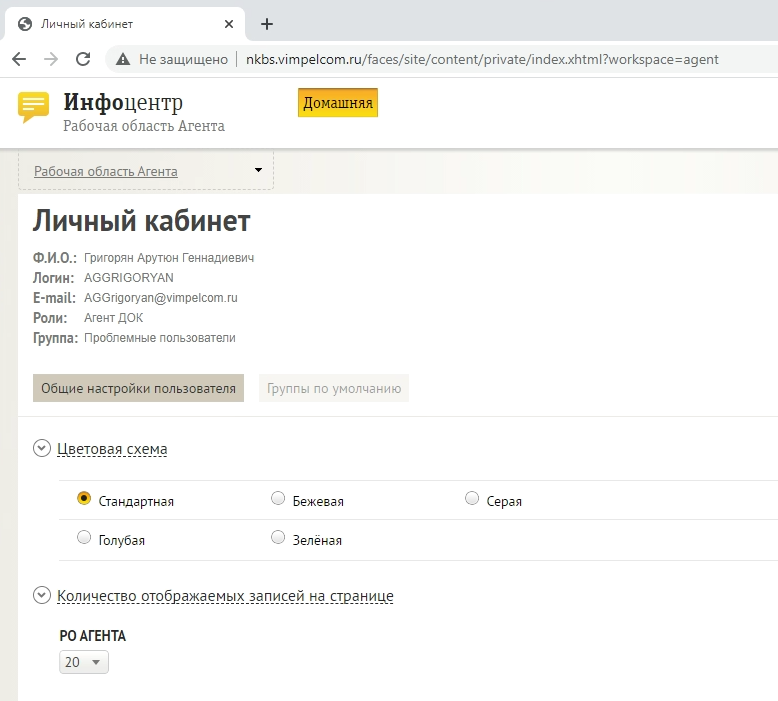 Личный кабинет
Не защищено
nkbs.vimpelcom.ru/faces/site/content/private/index.xhtml?workspace=agent
Инфоцентр
Рабочая область Агента
Домашняя
Рабочая область Агента
Личный кабинет
Ф.И.О.: Григорян Арутюн Геннадиевич
Логин: AGGRIGORYAN
E-mail: AGGrigoryan@vimpelcom.ru
Роли: Агент ДОК
Группа: Проблемные пользователи
Общие настройки пользователя Группы по умолчанию
Цветовая схема
Стандартная Бежевая Серая
Голубая Зелёная
Количество отображаемых записей на странице
РО АГЕНТА
20